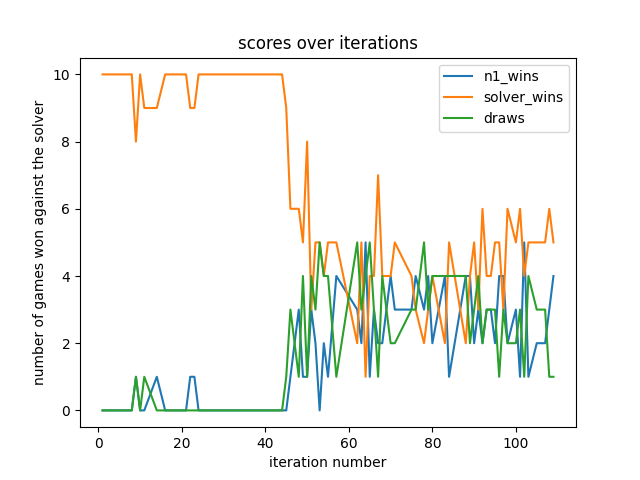 scores over iterations
number of games won against the solver
10
8
6
4
2
0
n1_wins
solver_wins
draws
0
20
40
60
80
100
iteration number